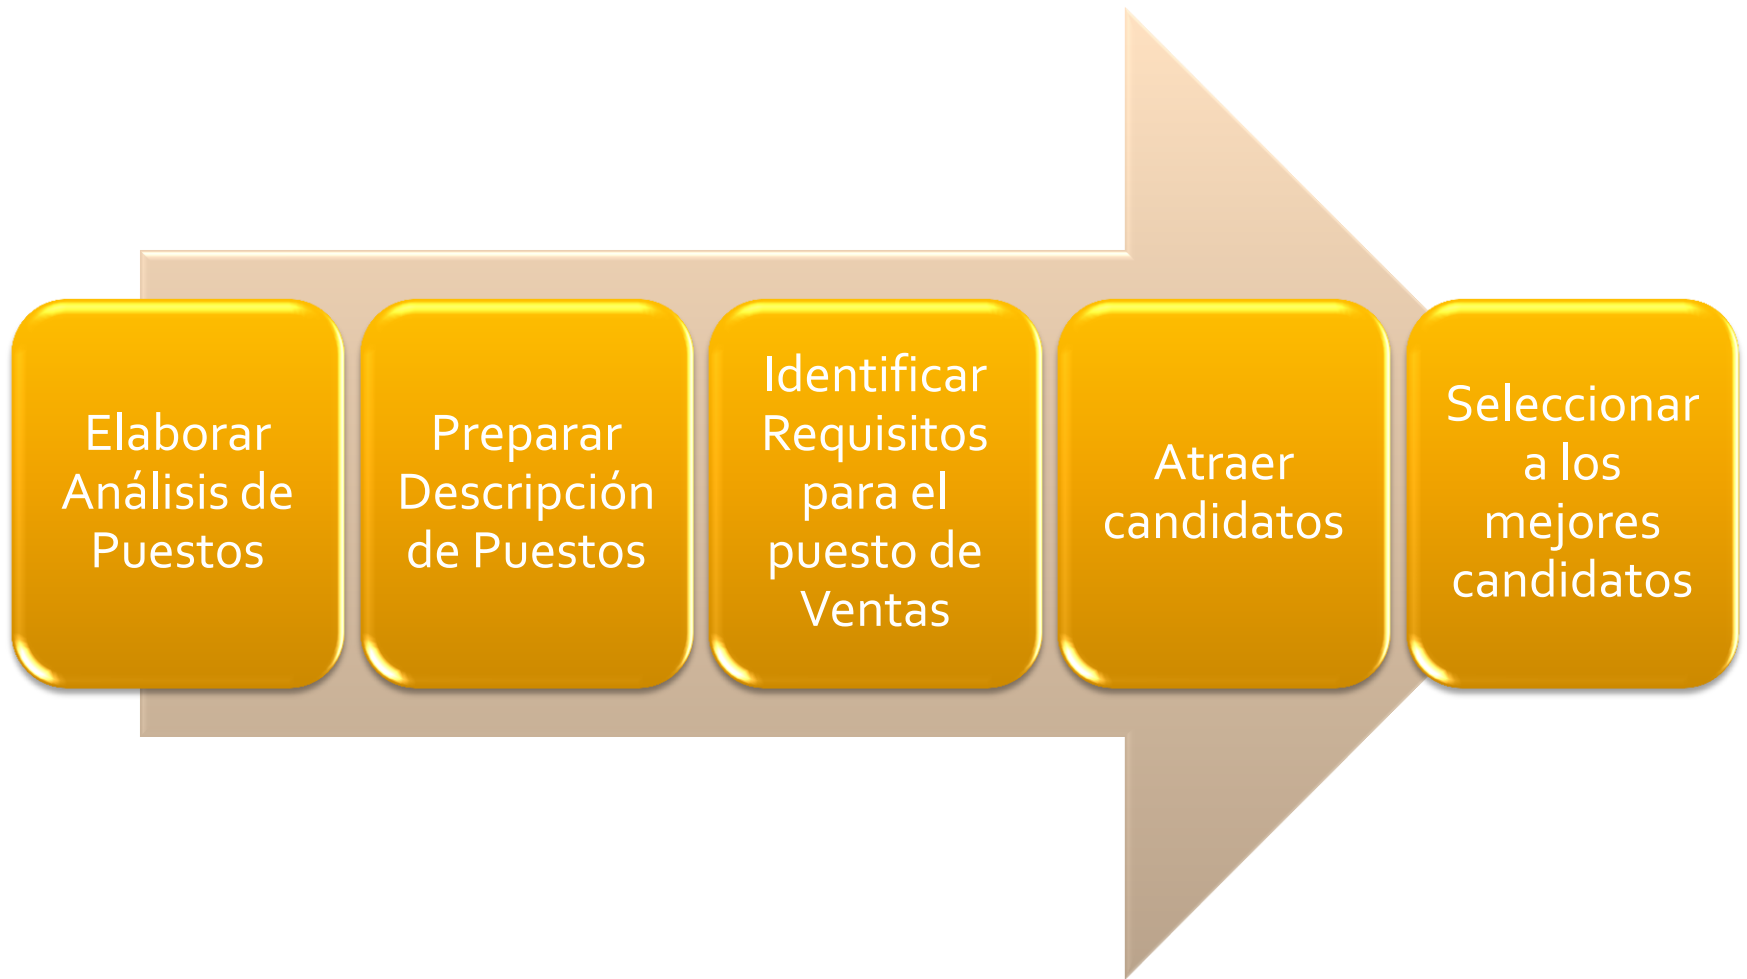 Elaborar
Análisis de
Puestos
Preparar
Descripción
de Puestos
Identificar
Requisitos
para el
puesto de
Ventas
Atraer
candidatos
Seleccionar
a los
mejores
candidatos